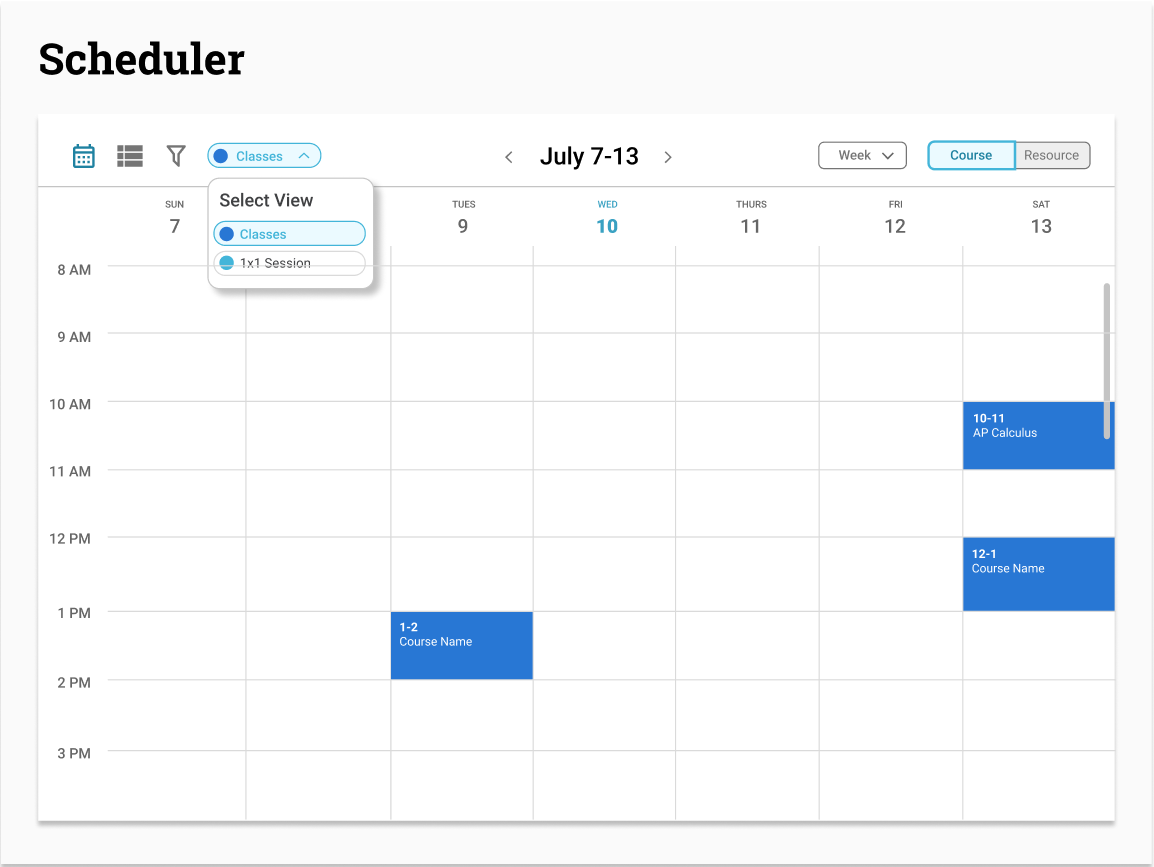 Scheduler
Classes
July 7-13
Week
Course
Resource
Select View
Classes
1x1 Session
SUN
7
TUES
9
WED
10
THURS
11
FRI
12
SAT
13
8 AM
9 AM
10 AM
10-11
AP Calculus
11 AM
12 PM
12-1
Course Name
1 PM
1-2
Course Name
2 PM
3 PM